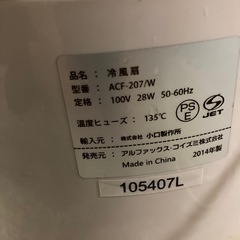 品名 : 冷風扇
型番 : ACF-207/W
定格 : 100V 28W 50-60Hz
温度ヒューズ : 135℃
PS
E
JET
輸入元 : 株式会社 小口製作所
発売元 : アルファックス・コイズミ株式会社
Made in China 2014年製
105407L